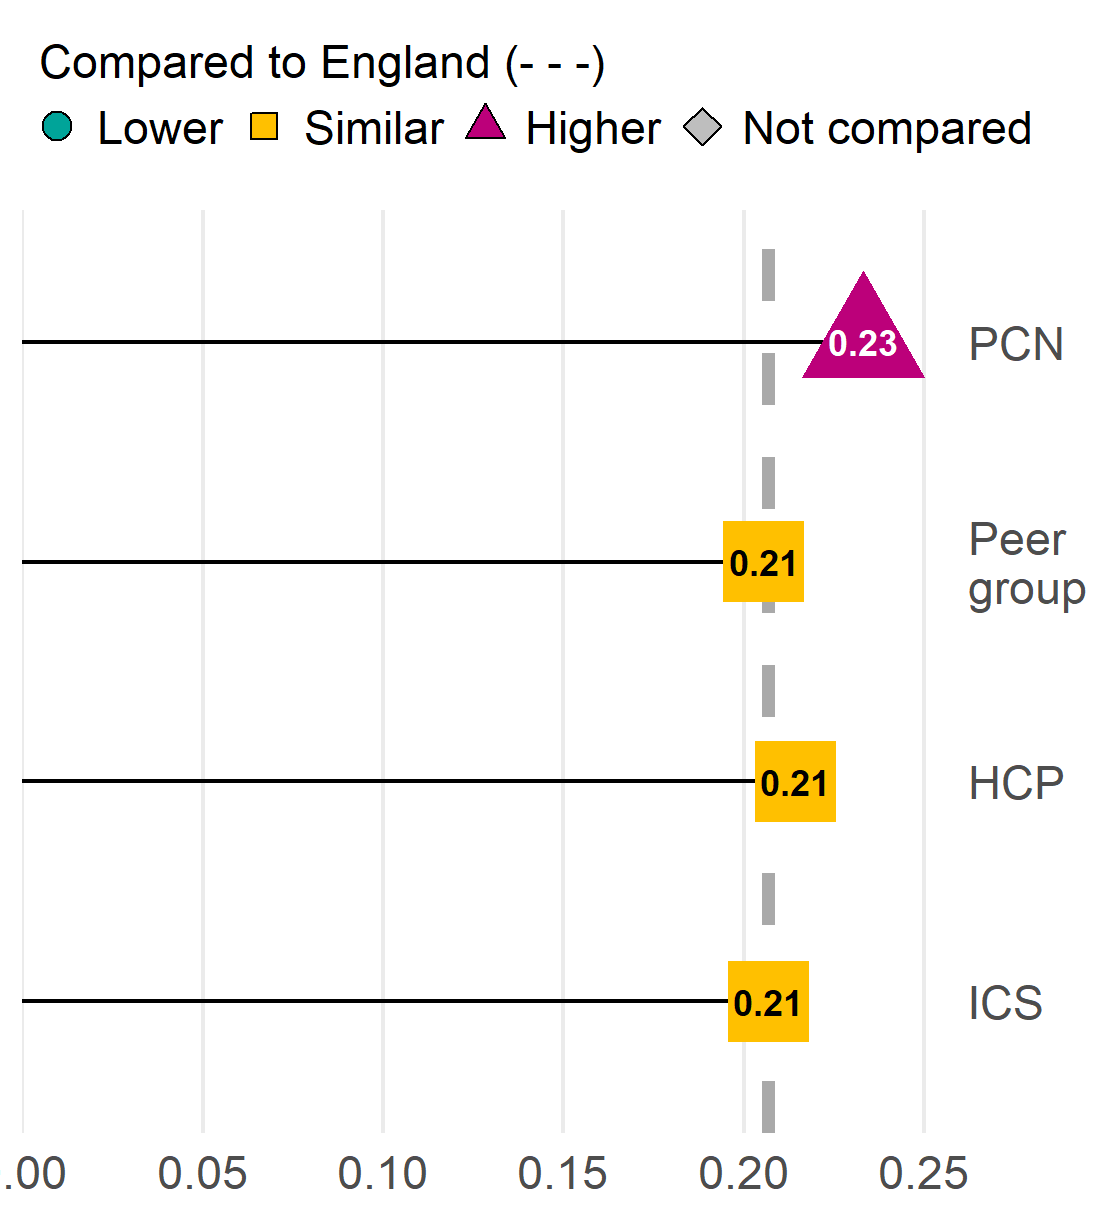 Compared to England (- - -)
Lower Similar Higher Not compared
0.23 PCN
Peer
0.21
group
0.21 HCP
0.21 ICS
.00 0.05 0.10 0.15 0.20 0.25